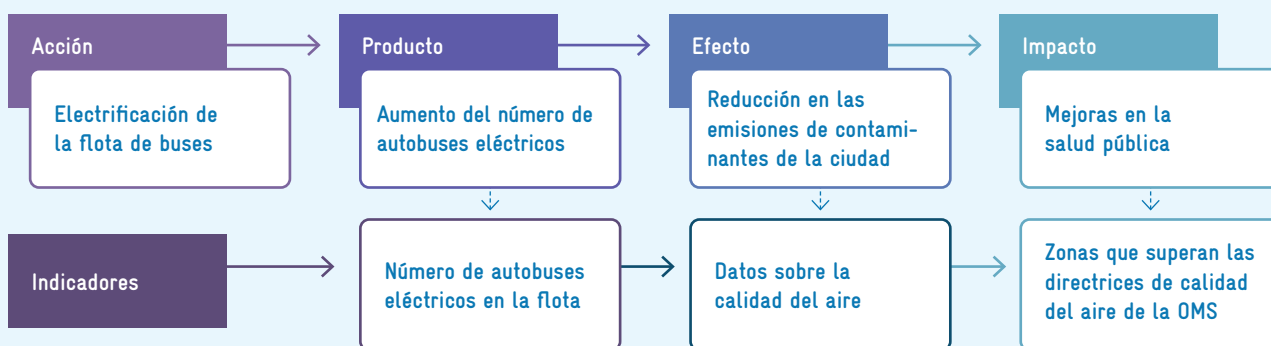 Acción
Producto
Efecto
Impacto
Electrificación de
la flota de buses
Aumento del número de
autobuses eléctricos
Reducción en las
emisiones de contami-
nantes de la ciudad
Mejoras en la
salud pública
Indicadores
Número de autobuses
eléctricos en la flota
Datos sobre la
calidad del aire
Zonas que superan las
directrices de calidad
del aire de la OMS